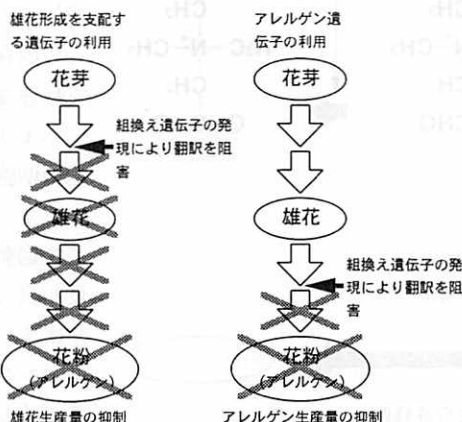 雄花形成を支配す
る遺伝子の利用
花芽
組換え遺伝子の発
現により翻訳を阻
害
雄花
花粉
(アレルゲン)
雄花生産量の抑制
アレルゲン遺
伝子の利用
花芽
雄花
組換え遺伝子の発
現により翻訳を阻
害
花粉
(アレルゲン)
アレルゲン生産量の抑制